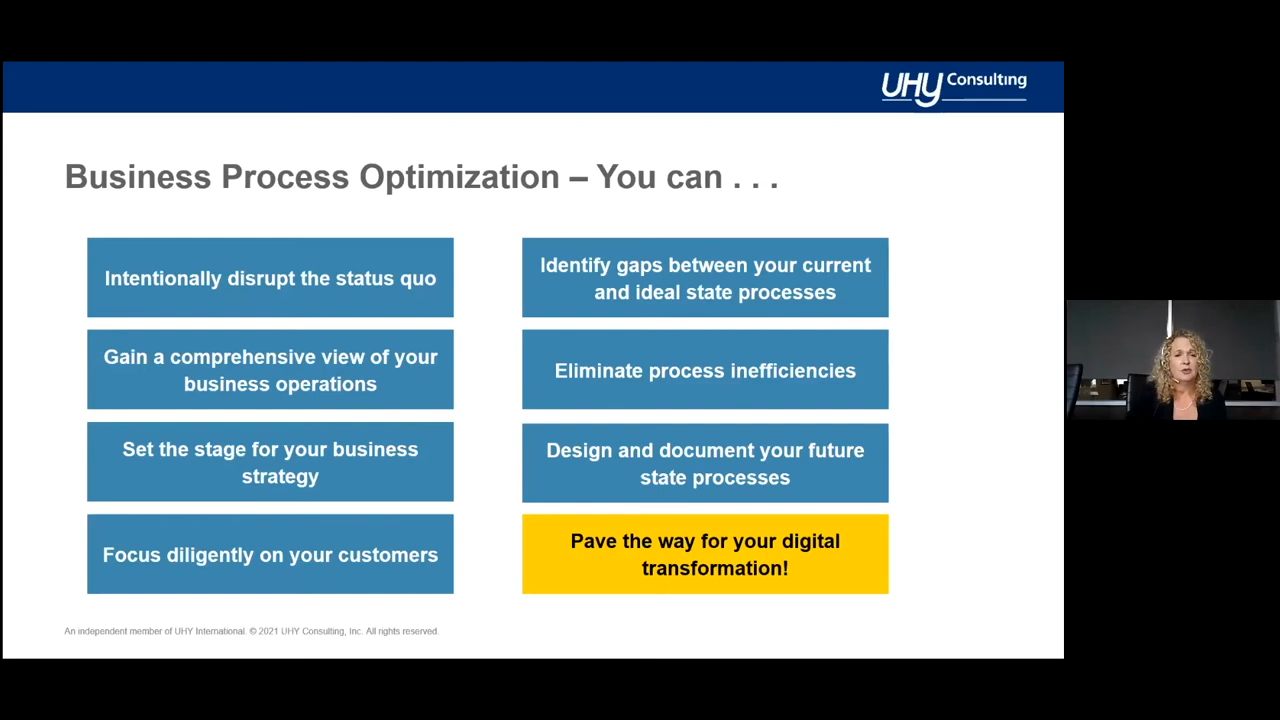 UHY Consulting
Business Process Optimization – You can . . .
Intentionally disrupt the status quo
Gain a comprehensive view of your
business operations
Set the stage for your business
strategy
Focus diligently on your customers
Identify gaps between your current
and ideal state processes
Eliminate process inefficiencies
Design and document your future
state processes
Pave the way for your digital
transformation!
An independent member of UHY International. © 2021 UHY Consulting, Inc. All rights reserved.